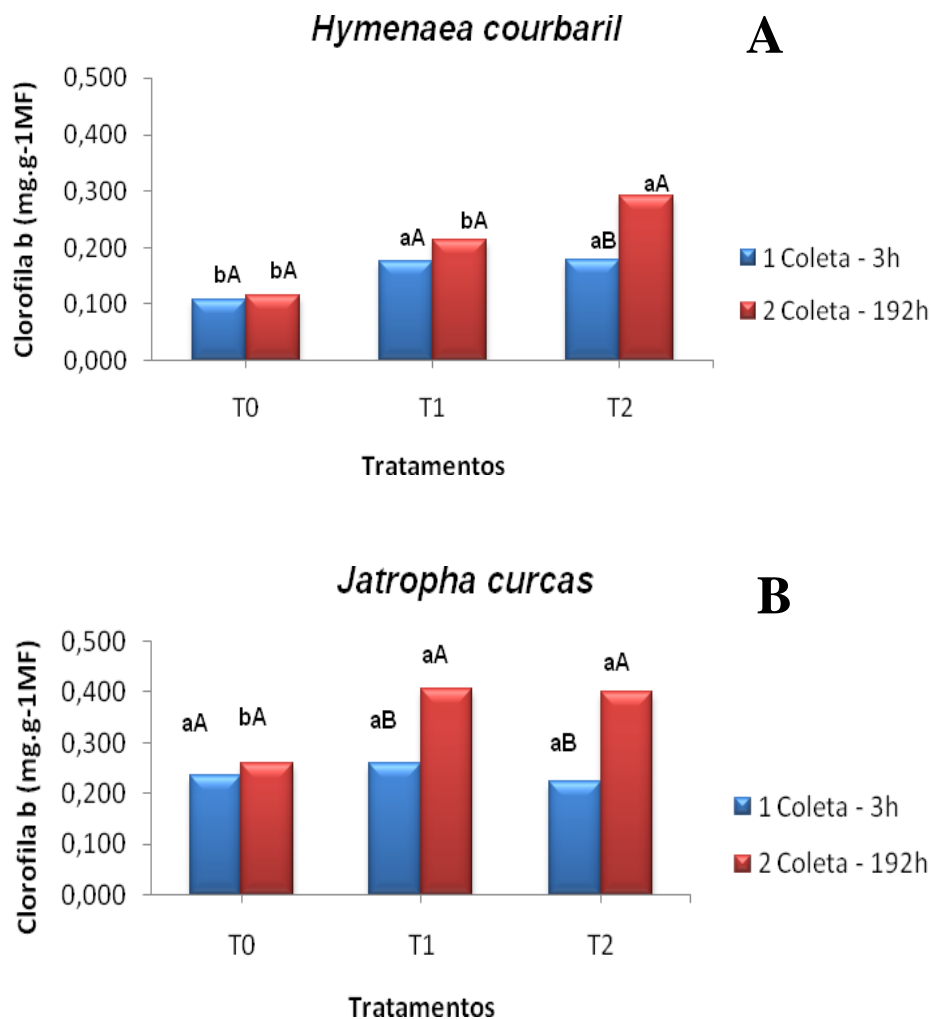 Hymenaea courbaril
A
Clorofila b (mg.g-1MF)
0,500
0,400
0,300
0,200
0,100
0,000
bA
bA
aA
bA
aB
aA
T0
T1
T2
Tratamentos
1 Coleta - 3h
2 Coleta - 192h
Jatropha curcas
B
Clorofila b (mg.g-1MF)
0,500
0,400
0,300
0,200
0,100
0,000
aA
bA
aB
aA
aB
aA
T0
T1
T2
Tratamentos
1 Coleta - 3h
2 Coleta - 192h